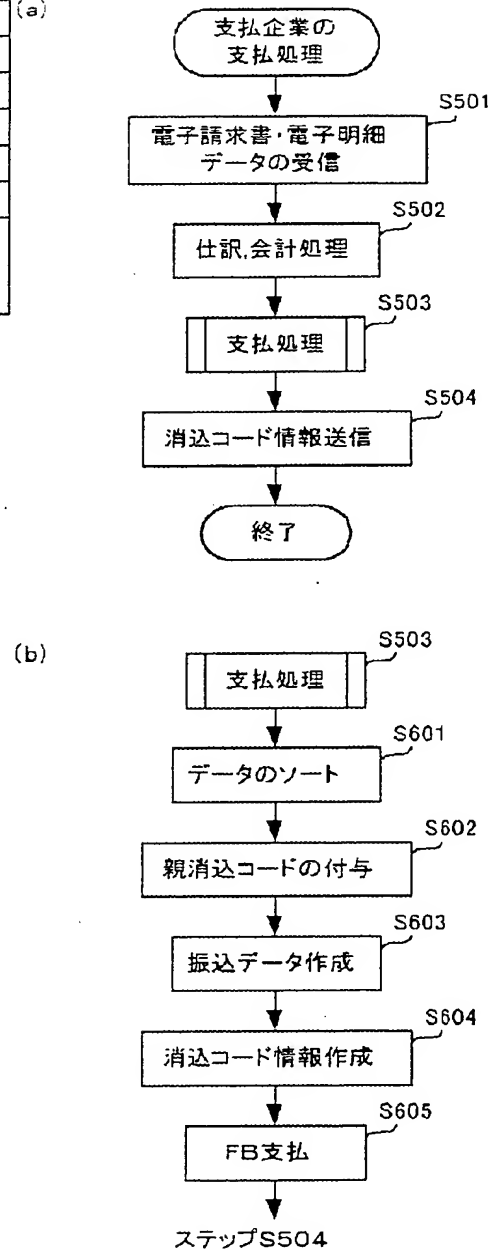 (a)
支払企業の
支払処理
S501
電子請求書・電子明細
データの受信
S502
仕訳,会計処理
S503
支払処理
S504
消込コード情報送信
終了
(b)
S503
支払処理
S601
データのソート
S602
親消込コードの付与
S603
振込データ作成
S604
消込コード情報作成
S605
FB支払
ステップS504